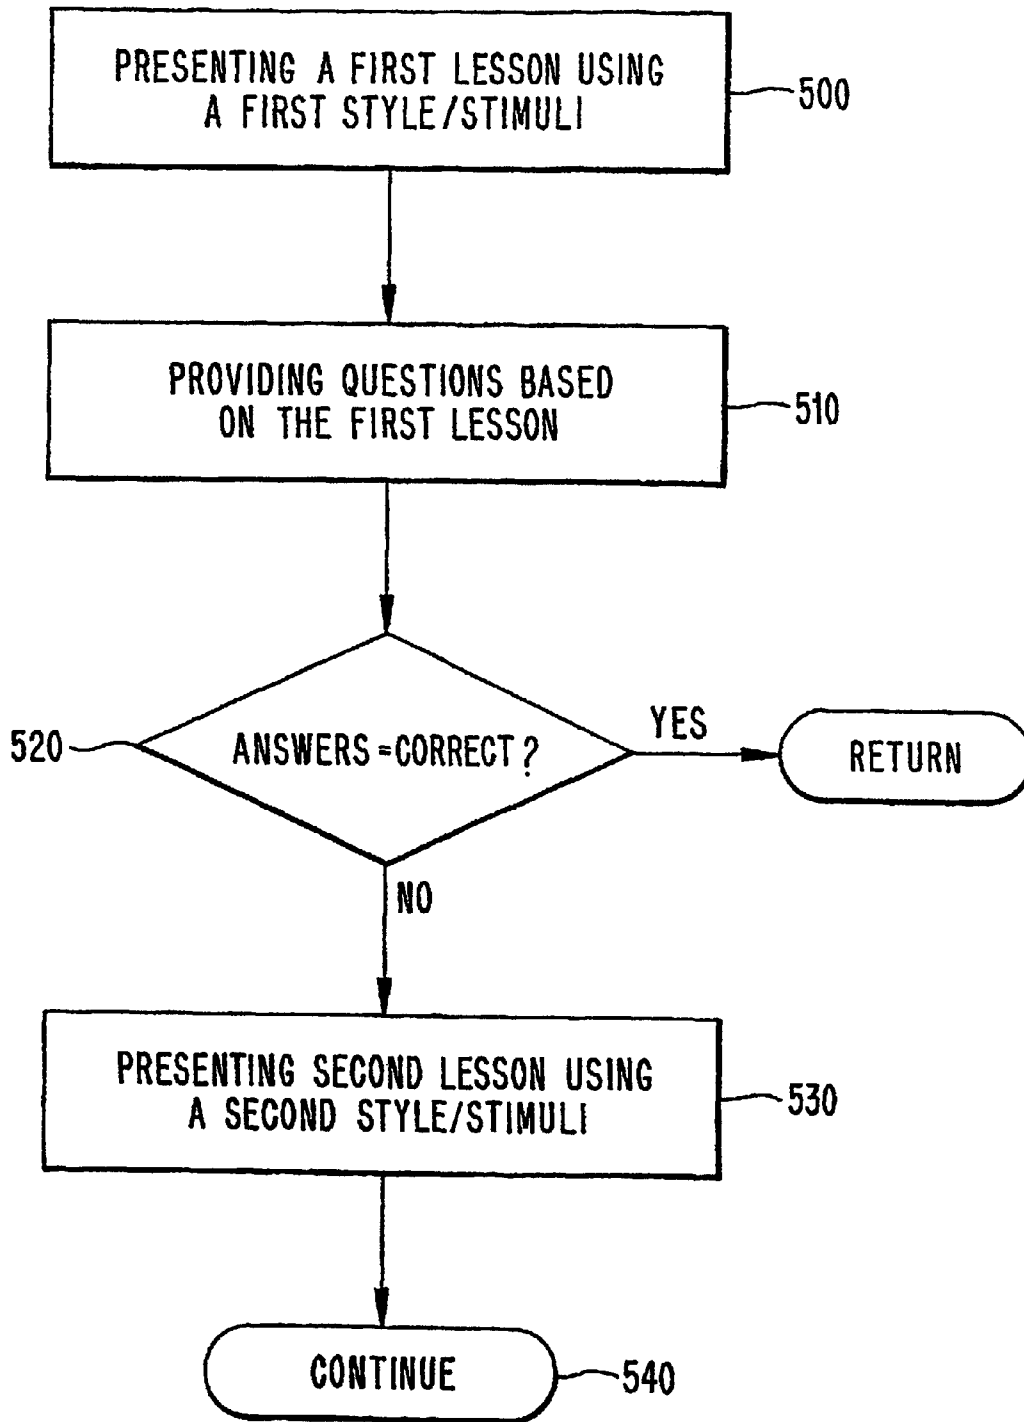 PRESENTING A FIRST LESSON USING
A FIRST STYLE/STIMULI
500
PROVIDING QUESTIONS BASED
ON THE FIRST LESSON
510
520
ANSWERS=CORRECT?
YES
RETURN
NO
PRESENTING SECOND LESSON USING
A SECOND STYLE/STIMULI
530
CONTINUE
540